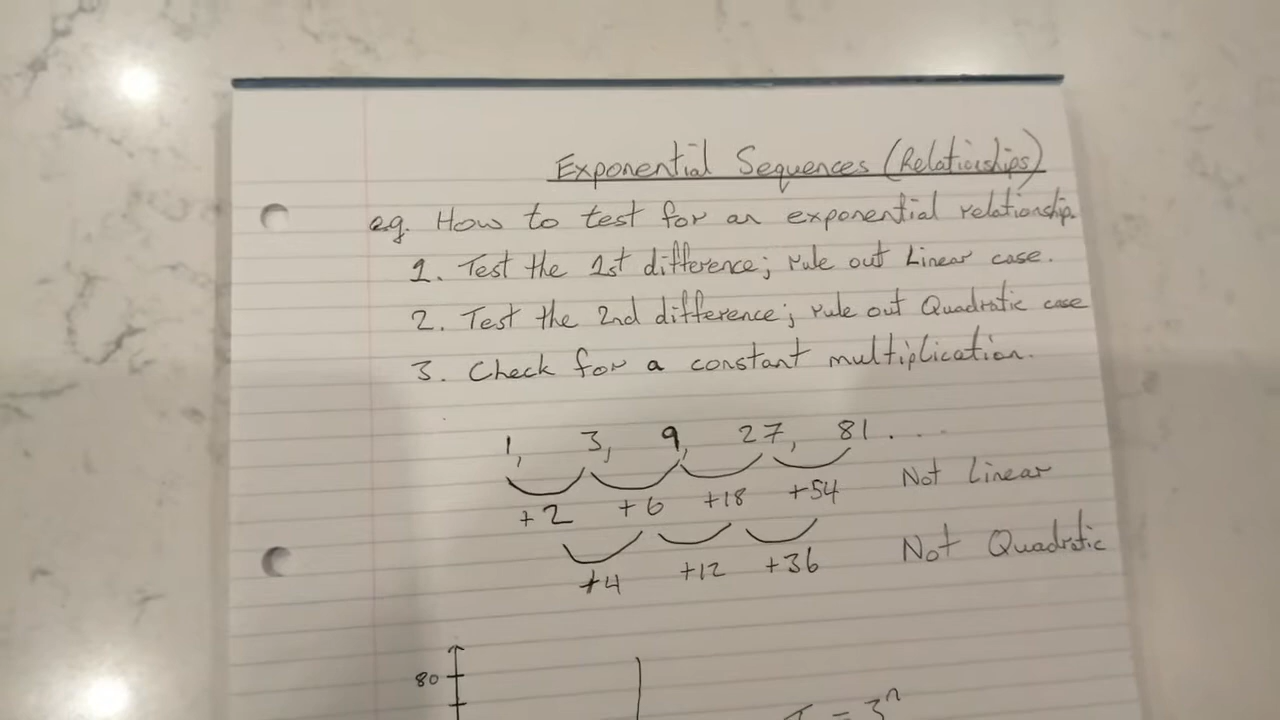 Exponential Sequences (Relationships)
e.g. How to test for an exponential relationship.
1. Test the 1st difference; rule out Linear case.
2. Test the 2nd difference; rule out Quadratic case
3. Check for a constant multiplication.
1, 3, 9, 27, 81 . . . .
+2 +6 +18 +54 Not Linear
+4 +12 +36 Not Quadratic
80
= 3ⁿ